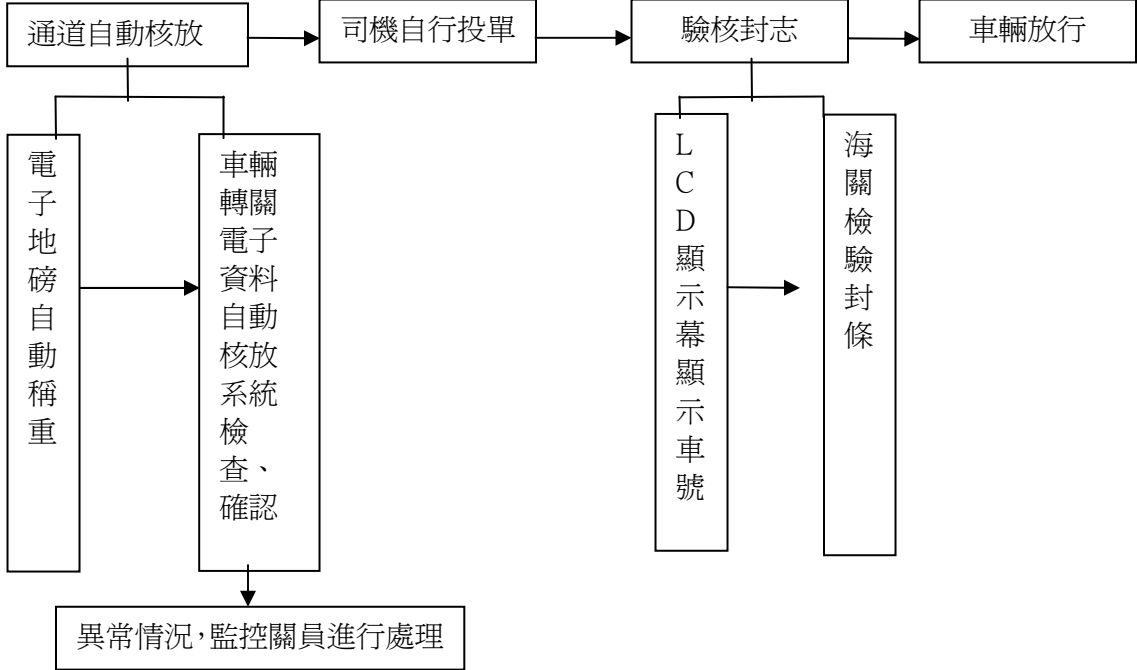 通道自動核放
司機自行投單
驗核封志
車輛放行
電子地磅自動稱重
車輛
轉關
電子
資料
自動
核放
系統
檢
查、
確認
LCD顯示幕顯示車號
海關檢驗封條
異常情況，監控關員進行處理